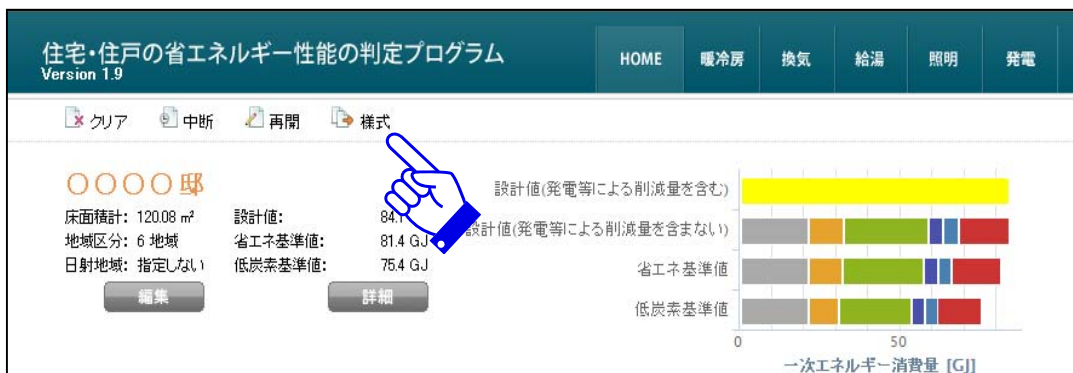 住宅・住戸の省エネルギー性能の判定プログラム
Version 1.9
HOME 暖冷房 換気 給湯 照明 発電
クリア 中断 再開 様式
〇〇〇〇邸
床面積計: 120.08 ㎡ 設計値:
地域区分: 6 地域 省エネ基準値: 81.4 GJ
日射地域: 指定しない 低炭素基準値: 75.4 GJ
編集 詳細
設計値(発電等による削減量を含む)
設計値(発電等による削減量を含まない)
省エネ基準値
低炭素基準値
0 50
一次エネルギー消費量 [GJ]